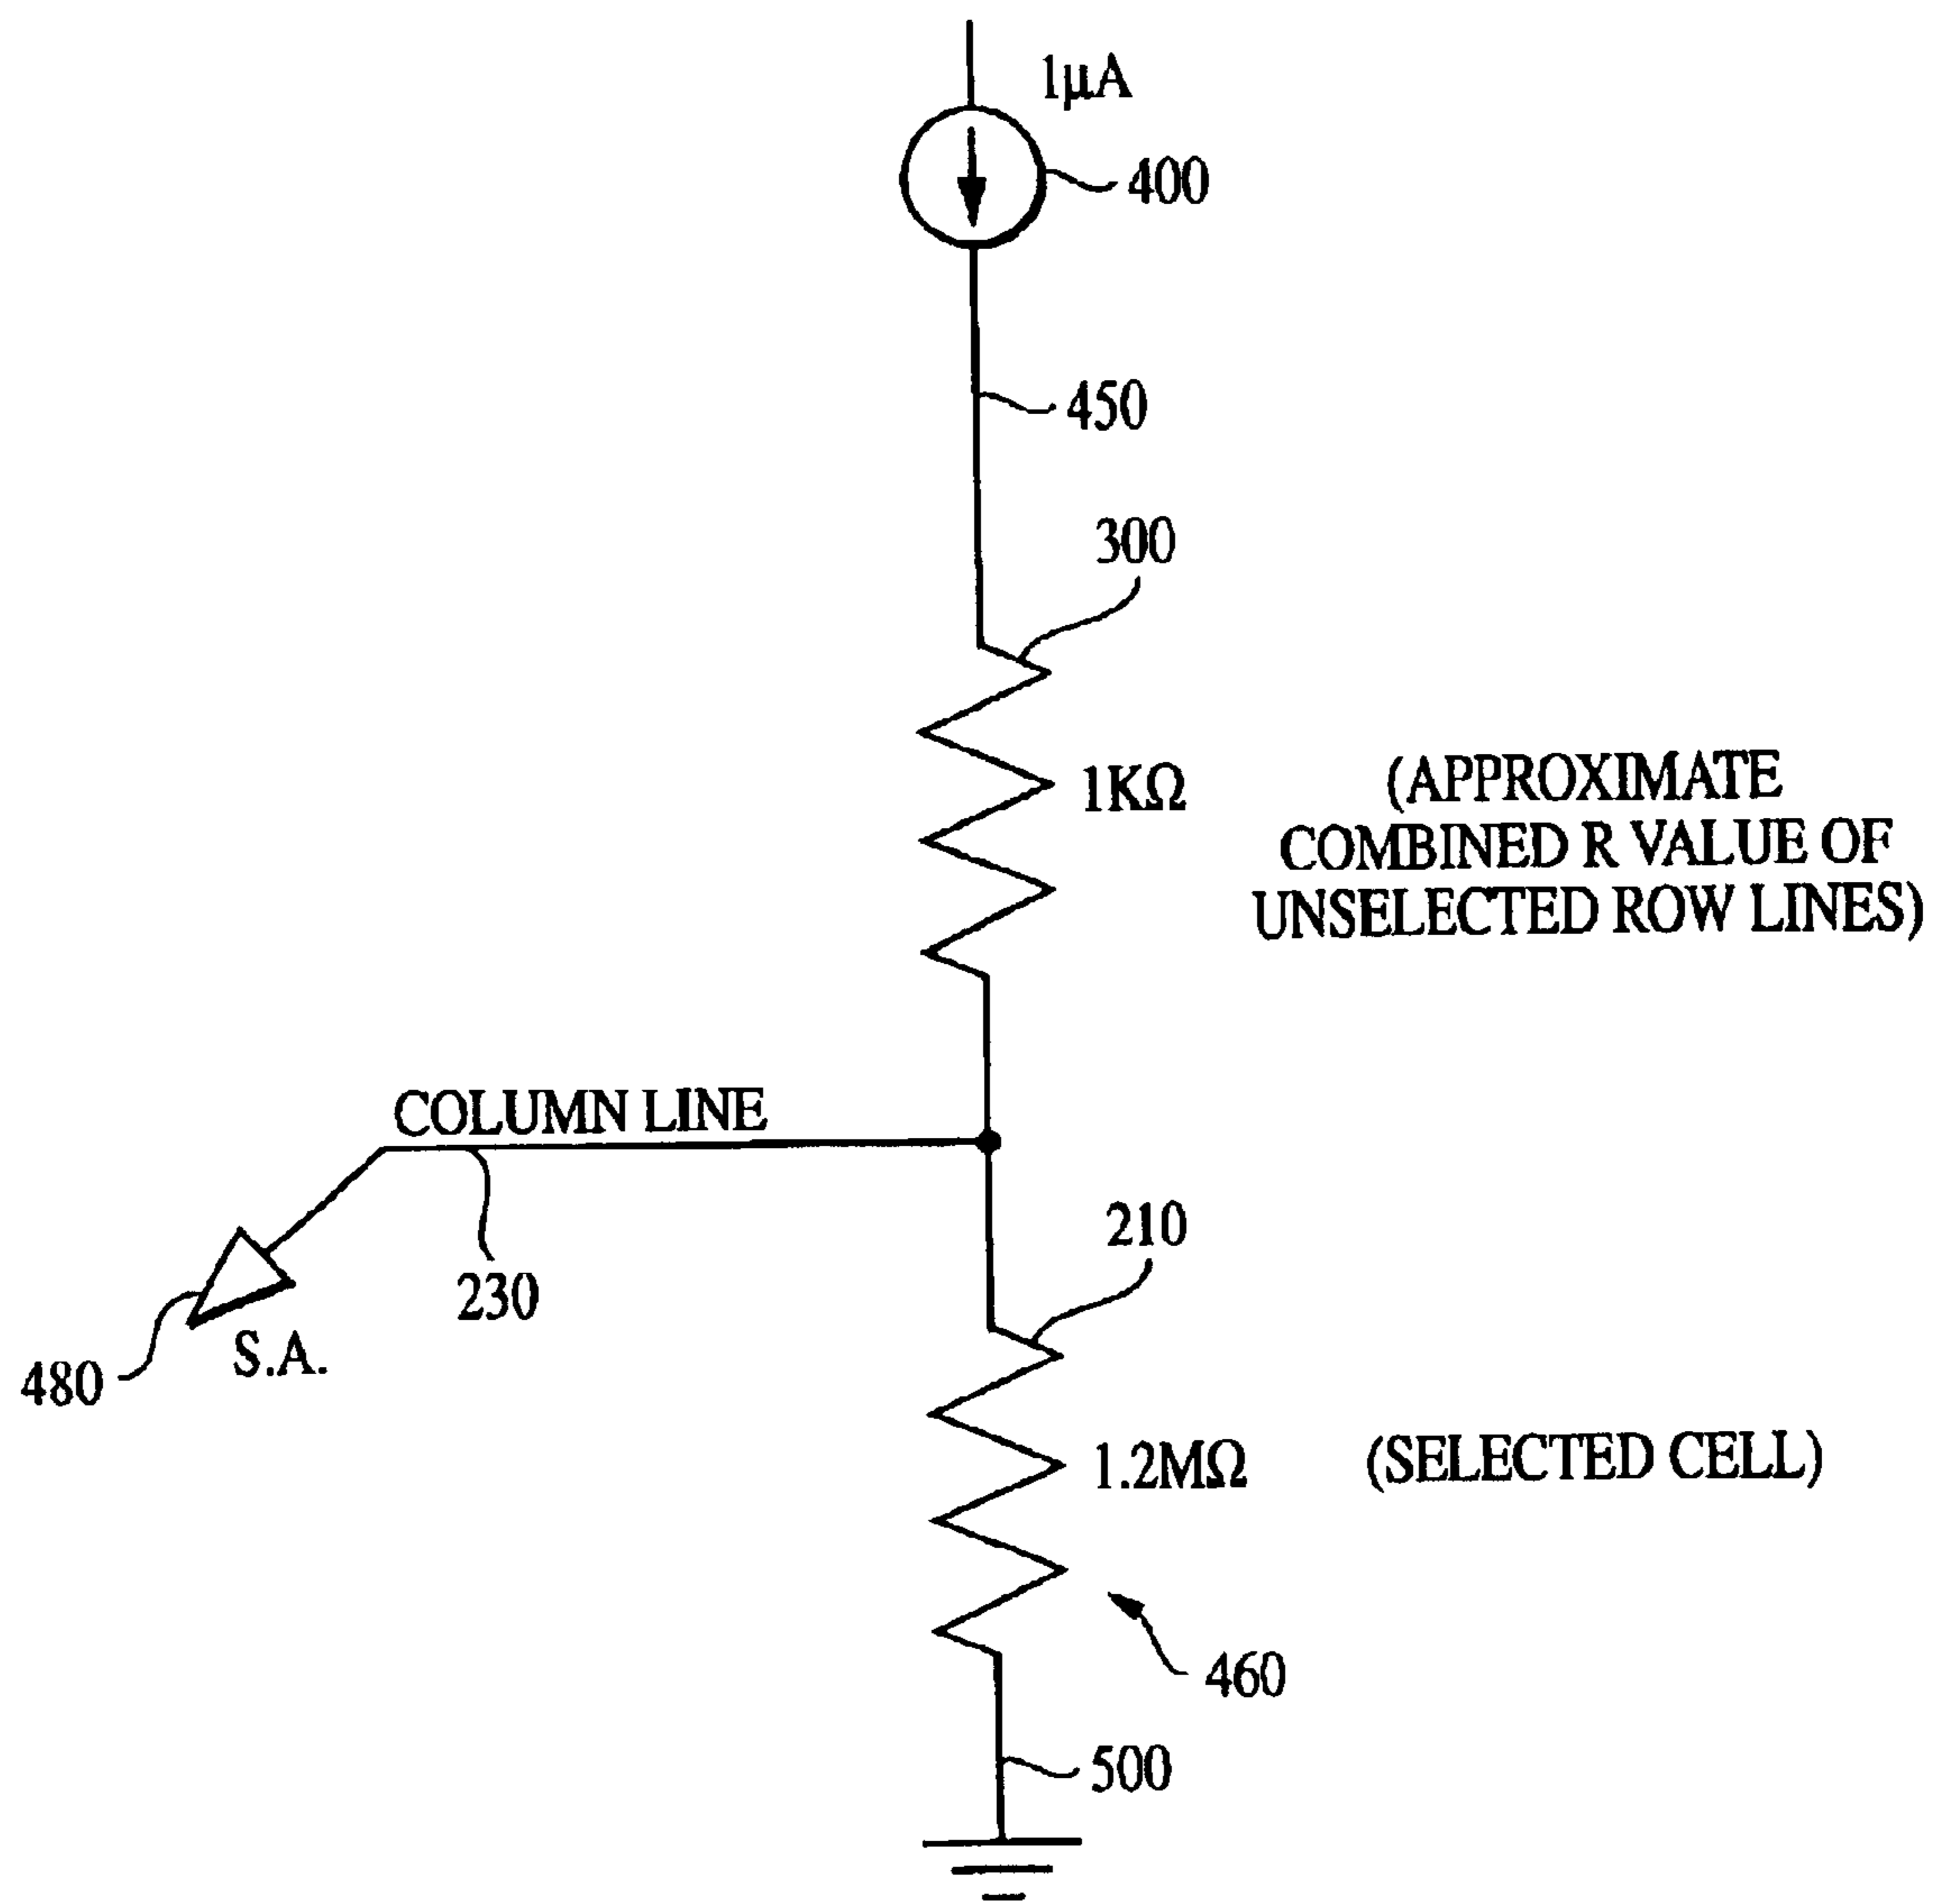 1μA
400
450
300
1KΩ
(APPROXIMATE
COMBINED R VALUE OF
UNSELECTED ROW LINES)
COLUMN LINE
230
210
480
S.A.
1.2MΩ
(SELECTED CELL)
460
500